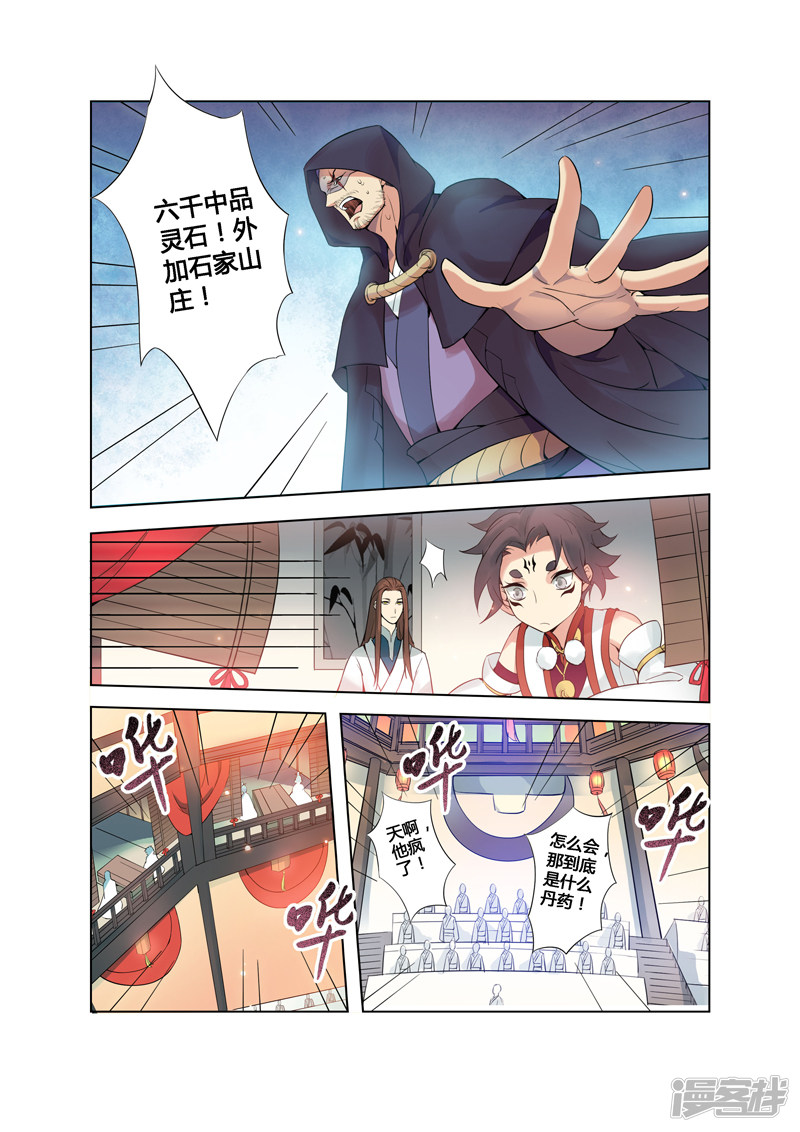 六千中品
灵石！外
加石家山
庄！
哗
哗
哗
哗
天啊，
他疯
了！
怎么会，
那到底
是什么
丹药！
漫客栈